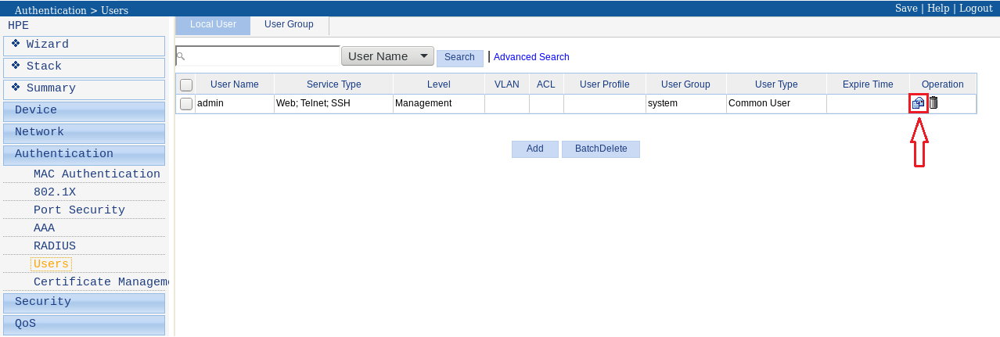 Authentication > Users
Save | Help | Logout
HPE
Wizard
Stack
Summary
Device
Network
Authentication
MAC Authentication
802.1X
Port Security
AAA
RADIUS
Users
Certificate Manageme
Security
QoS
Local User User Group
User Name Search | Advanced Search
User Name Service Type Level VLAN ACL User Profile User Group User Type Expire Time Operation
admin Web; Telnet; SSH Management system Common User
Add BatchDelete